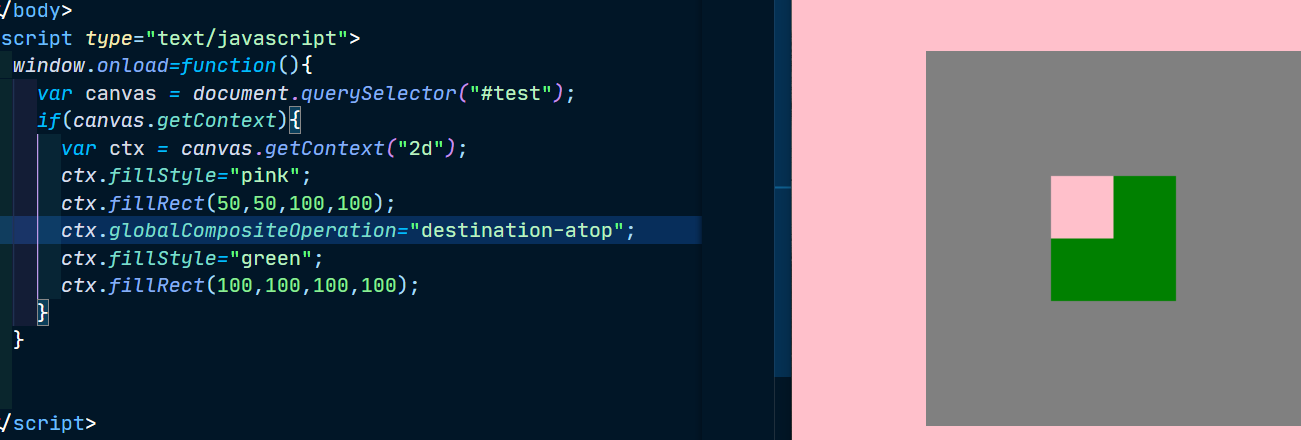 /body>
script type="text/javascript">
window.onload=function(){
var canvas = document.querySelector("#test");
if(canvas.getContext){
var ctx = canvas.getContext("2d");
ctx.fillStyle="pink";
ctx.fillRect(50,50,100,100);
ctx.globalCompositeOperation="destination-atop";
ctx.fillStyle="green";
ctx.fillRect(100,100,100,100);
}
}
/script>